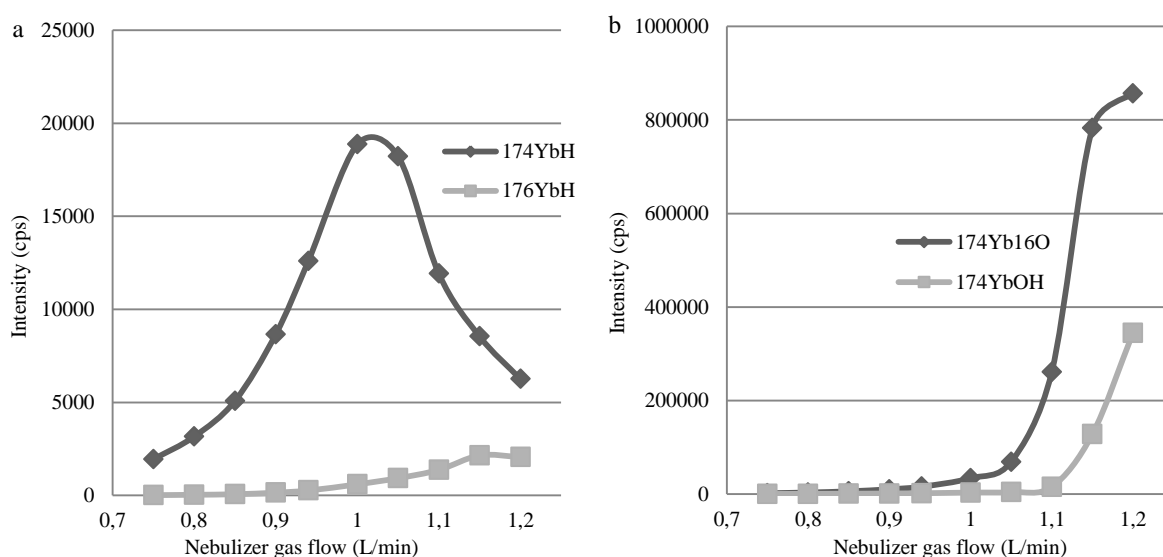 a
25000
20000
15000
10000
5000
0
0,7 0,8 0,9 1 1,1 1,2
Intensity (cps)
Nebulizer gas flow (L/min)
174YbH
176YbH
b
1000000
800000
600000
400000
200000
0
0,7 0,8 0,9 1 1,1 1,2
Intensity (cps)
Nebulizer gas flow (L/min)
174Yb16O
174YbOH